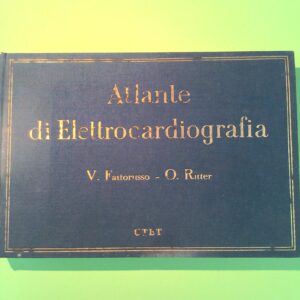 Atlante
di Elettrocardiografia
V. Fattorusso - O. Ritter
UTET